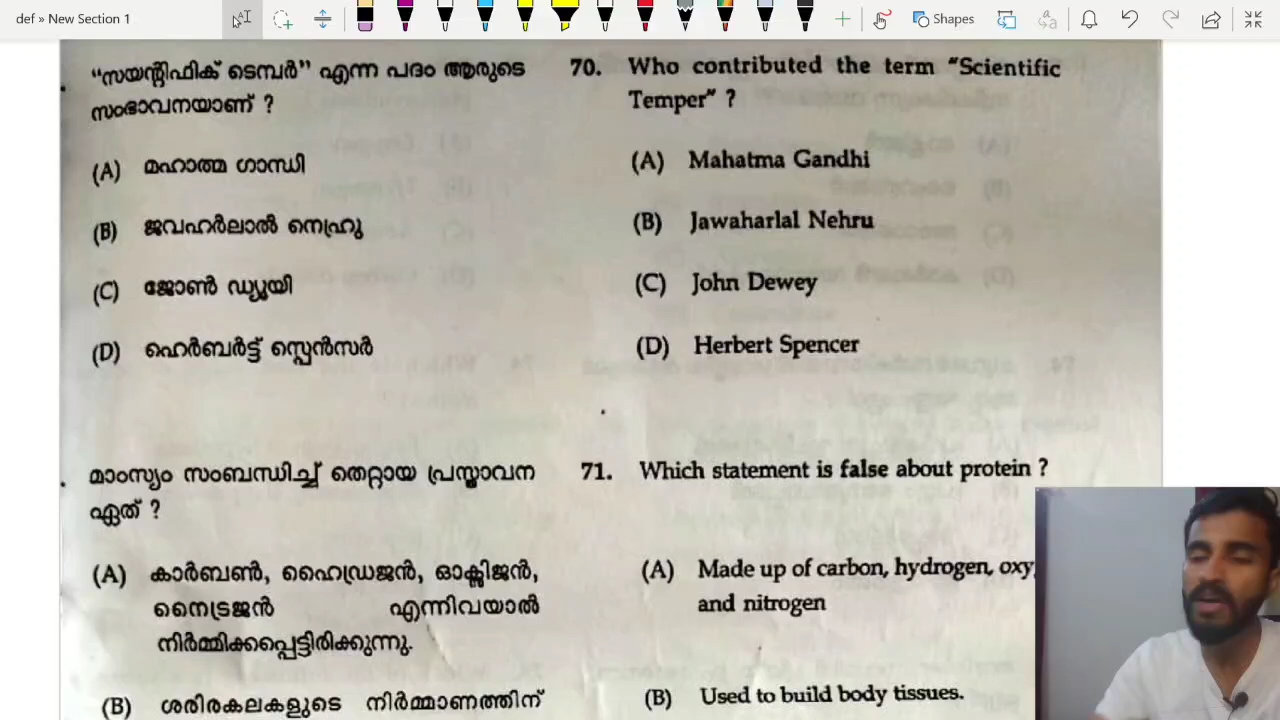 def » New Section 1
Shapes
“സയന്റിഫിക് ടെമ്പർ” എന്ന പദം ആരുടെ
സംഭാവനയാണ് ?
(A) മഹാത്മ ഗാന്ധി
(B) ജവഹർലാൽ നെഹ്രു
(C) ജോൺ ഡ്യൂയി
(D) ഹെർബർട്ട് സ്പെൻസർ
70. Who contributed the term “Scientific
Temper” ?
(A) Mahatma Gandhi
(B) Jawaharlal Nehru
(C) John Dewey
(D) Herbert Spencer
മാംസ്യം സംബന്ധിച്ച് തെറ്റായ പ്രസ്താവന
ഏത് ?
(A) കാർബൺ, ഹൈഡ്രജൻ, ഓക്സിജൻ,
നൈട്രജൻ എന്നിവയാൽ
നിർമ്മിക്കപ്പെട്ടിരിക്കുന്നു.
(B) ശരീരകലകളുടെ നിർമ്മാണത്തിന്
71. Which statement is false about protein ?
(A) Made up of carbon, hydrogen, oxy
and nitrogen
(B) Used to build body tissues.